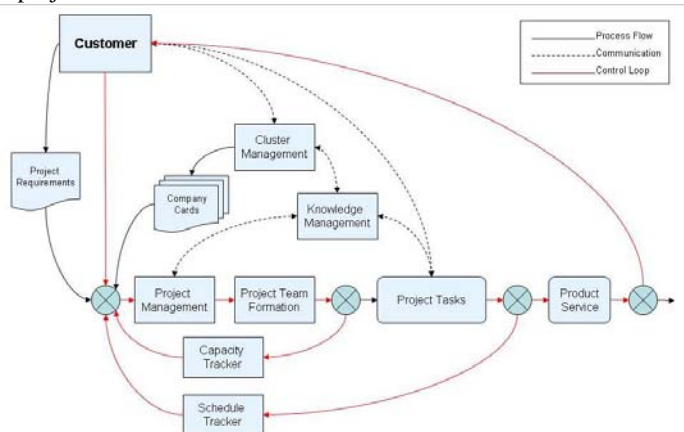 Customer
Process Flow
Communication
Control Loop
Cluster
Management
Project
Requirements
Company
Cards
Knowledge
Management
Project
Management
Project Team
Formation
Project Tasks
Product
Service
Capacity
Tracker
Schedule
Tracker